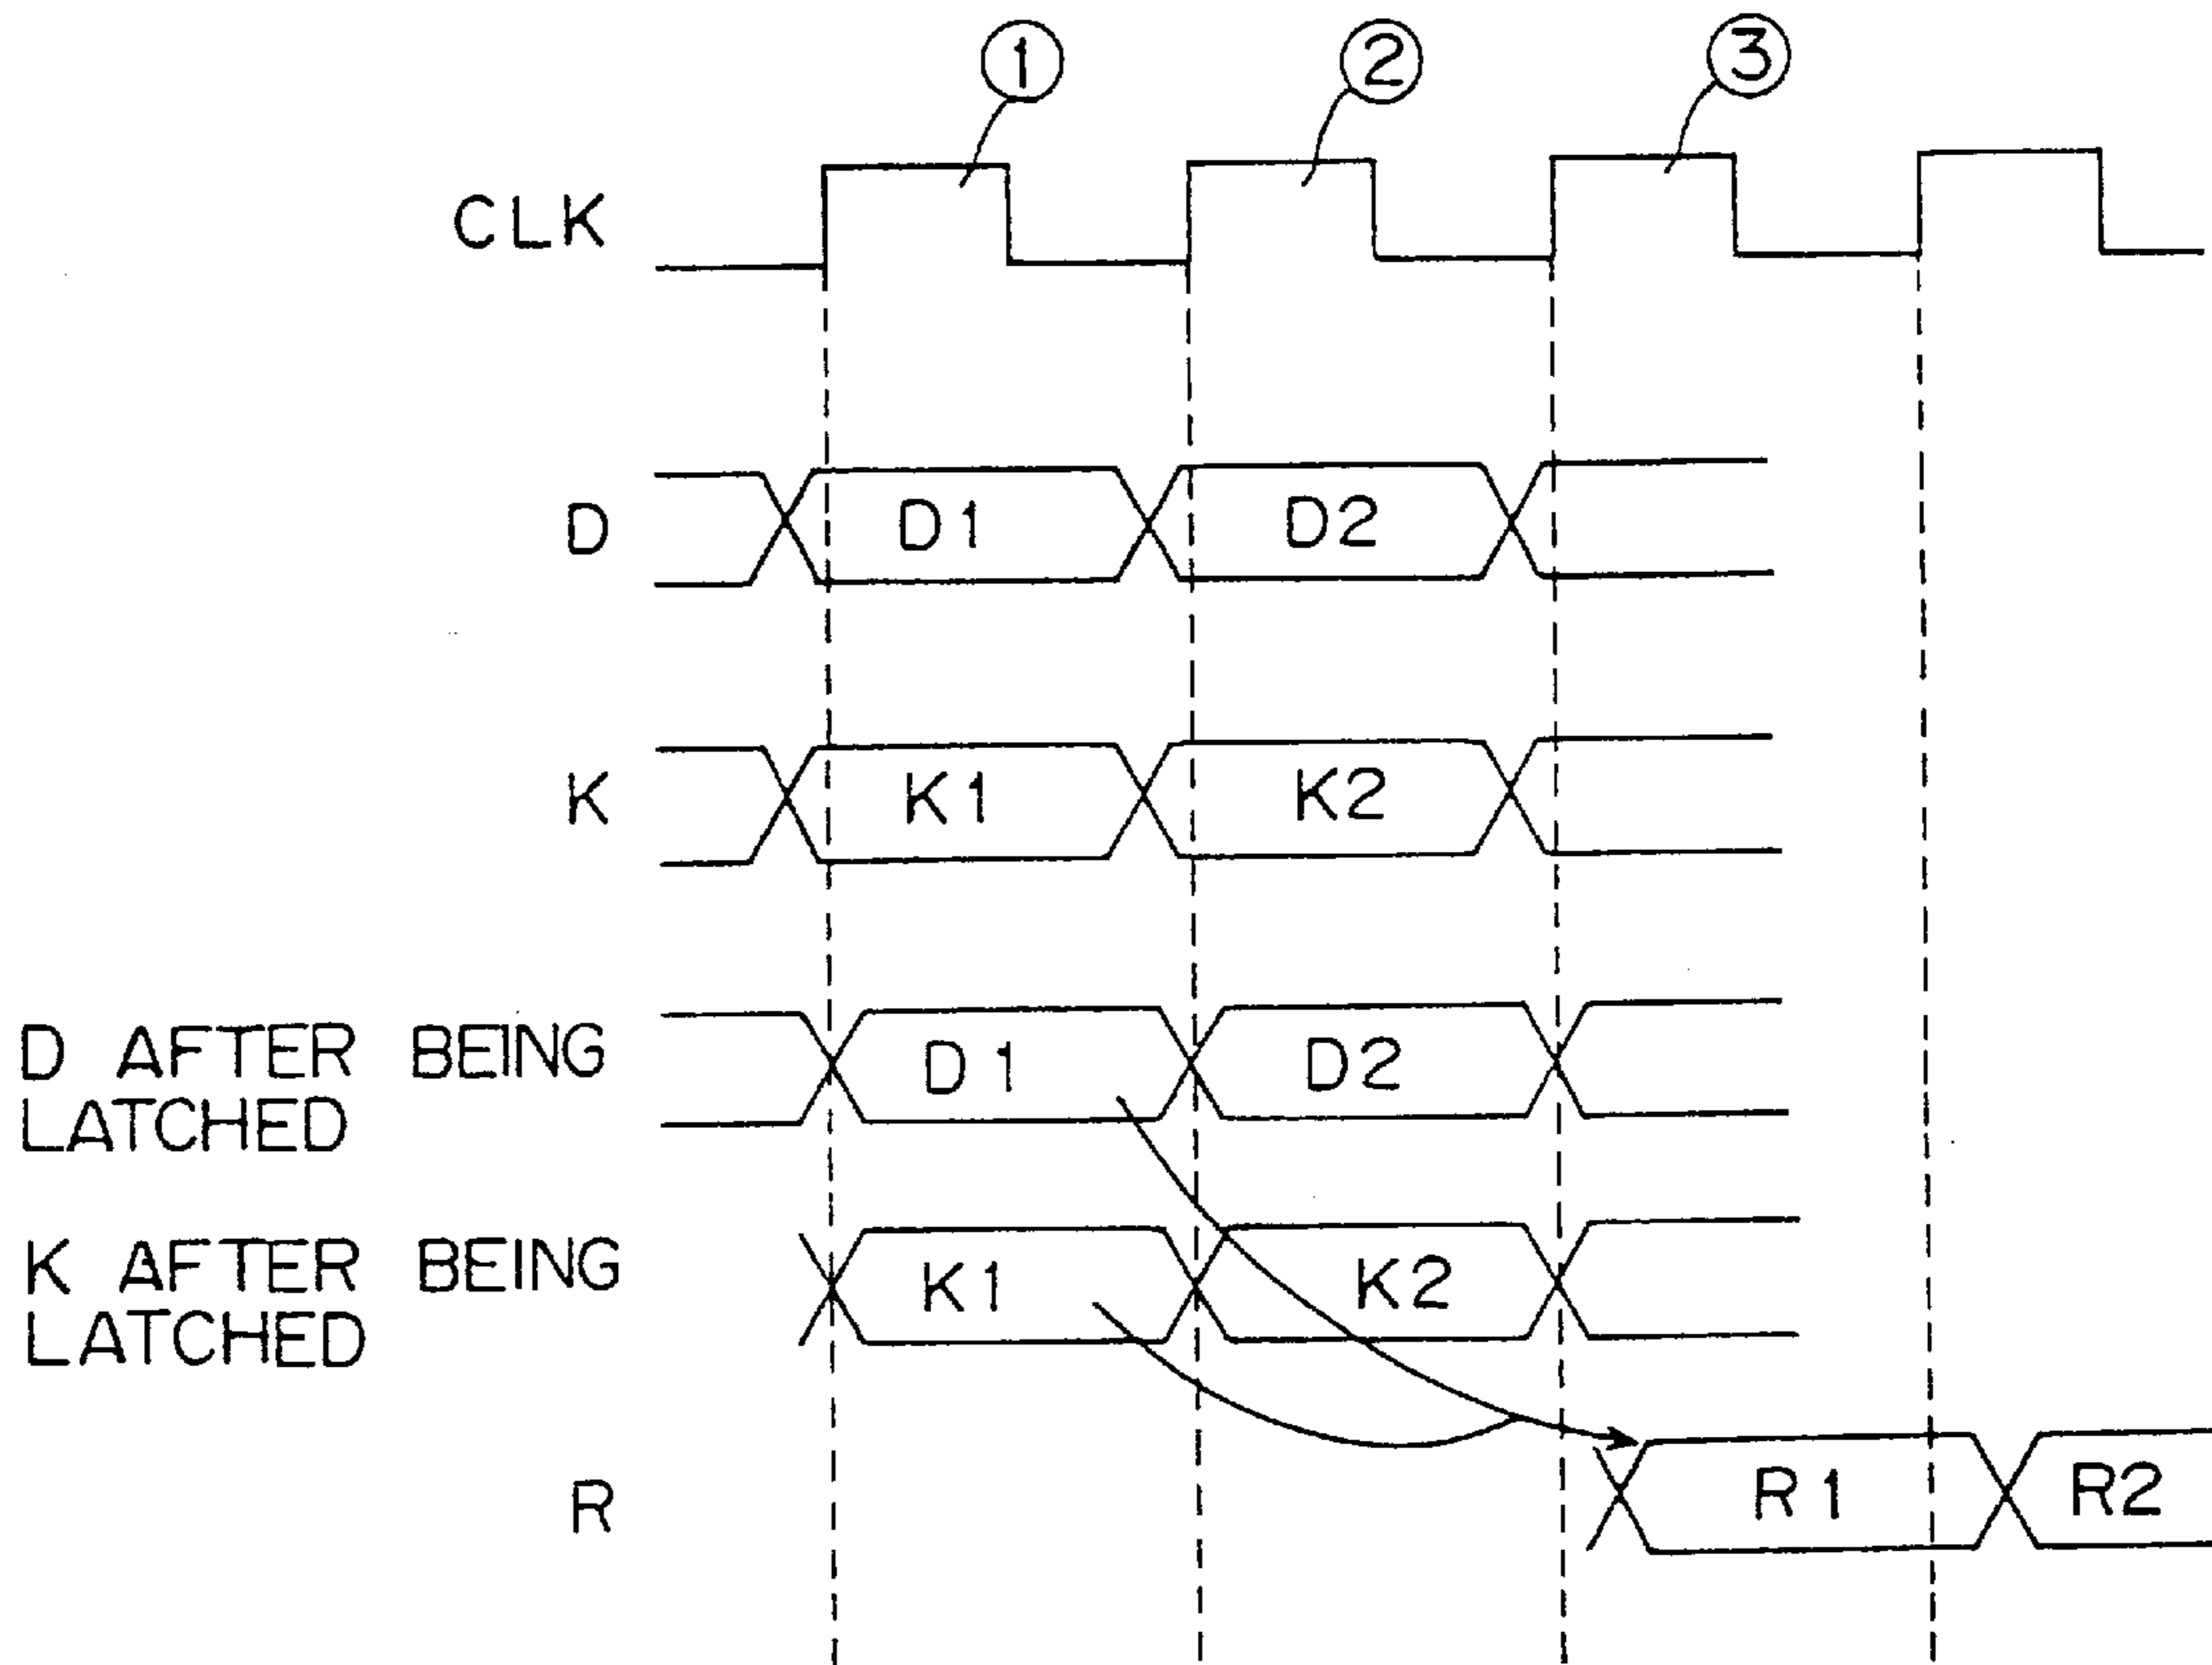 ① ② ③
CLK
D D1 D2
K K1 K2
D AFTER BEING
LATCHED
D1 D2
K AFTER BEING
LATCHED
K1 K2
R R1 R2